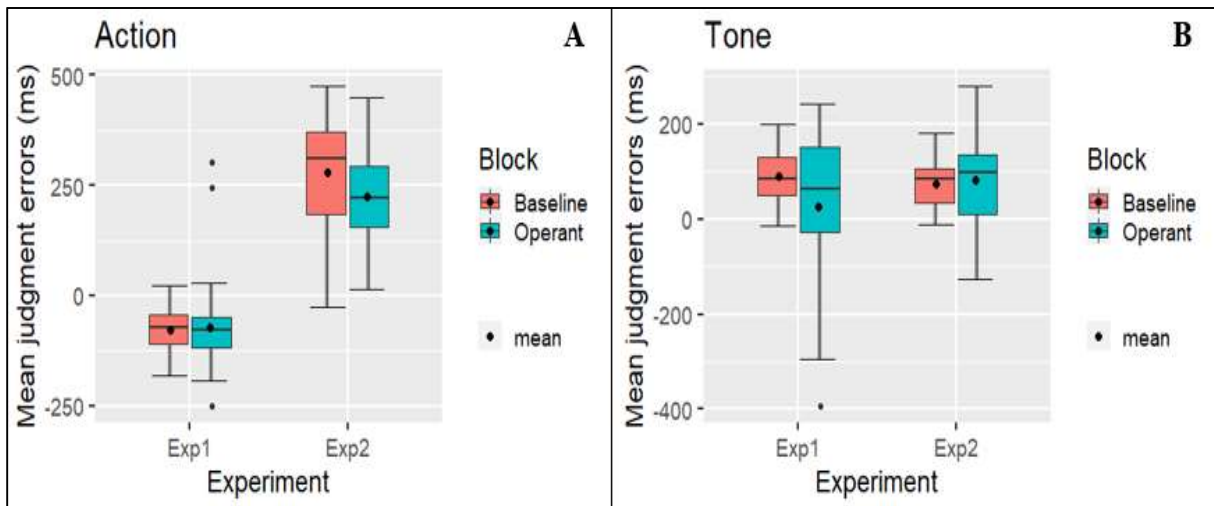 Action
A
Mean judgment errors (ms)
500
250
0
-250
Exp1
Exp2
Experiment
Block
Baseline
Operant
mean
Tone
B
Mean judgment errors (ms)
200
0
-200
-400
Exp1
Exp2
Experiment
Block
Baseline
Operant
mean